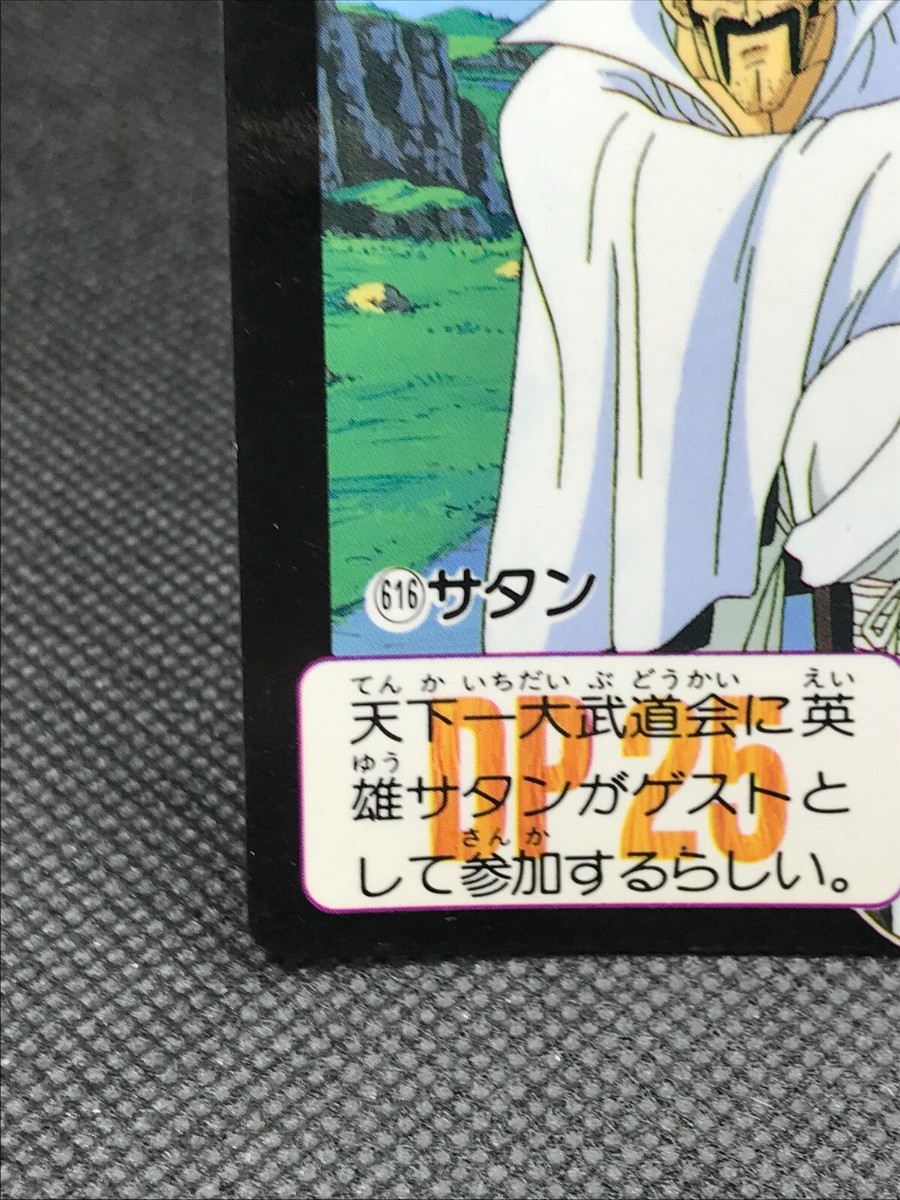 616 サタン
てんかいちだいぶどうかい えい
天下一大武道会に英
ゆう
雄サタンがゲストと
さんか
して参加するらしい。
DP 25